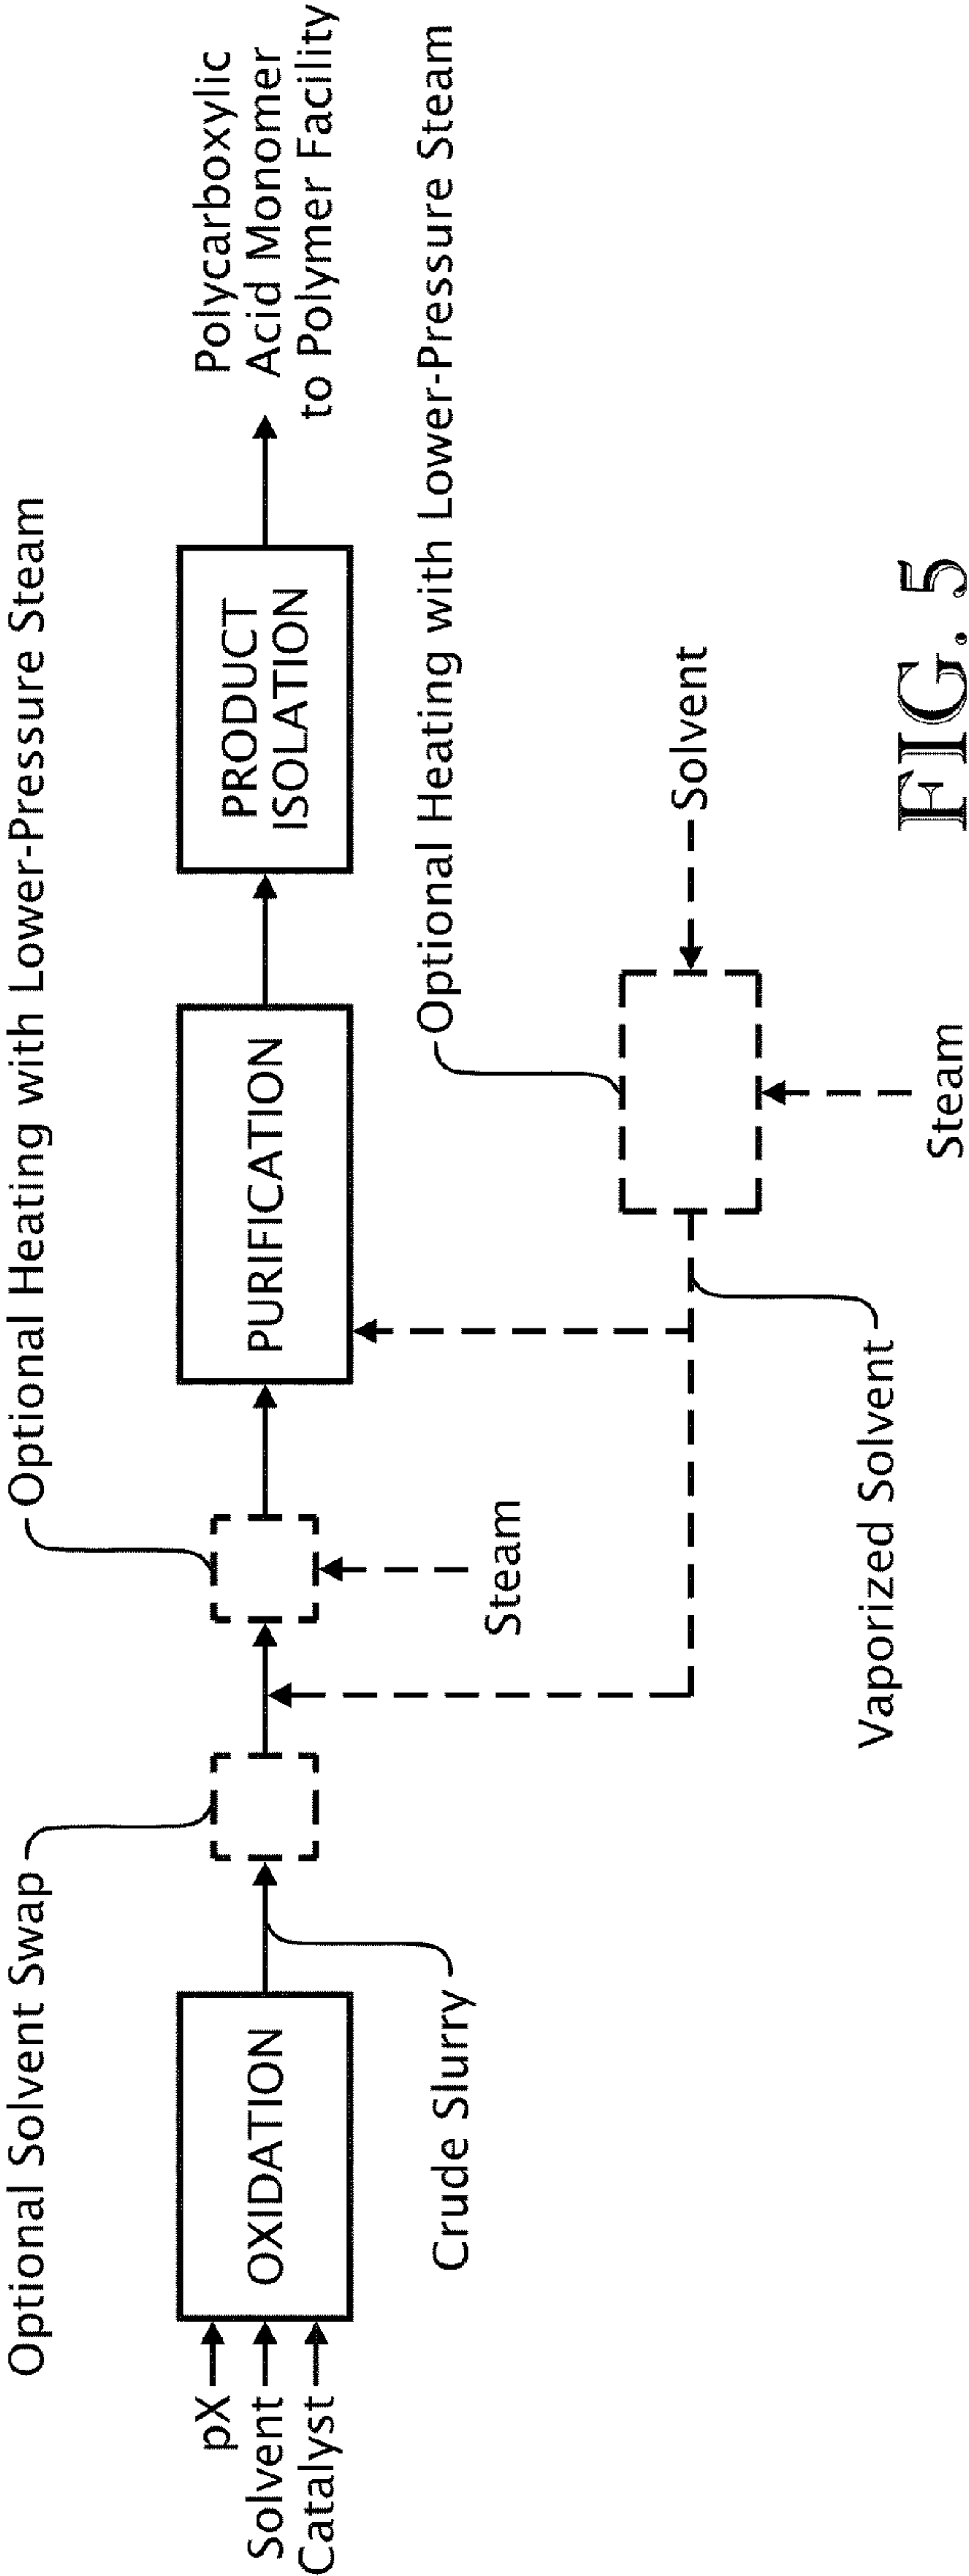 Optional Solvent Swap
Optional Heating with Lower-Pressure Steam
pX
Solvent
Catalyst
OXIDATION
Crude Slurry
Steam
PURIFICATION
PRODUCT
ISOLATION
Polycarboxylic
Acid Monomer
to Polymer Facility
Optional Heating with Lower-Pressure Steam
Solvent
Vaporized Solvent
Steam
FIG. 5